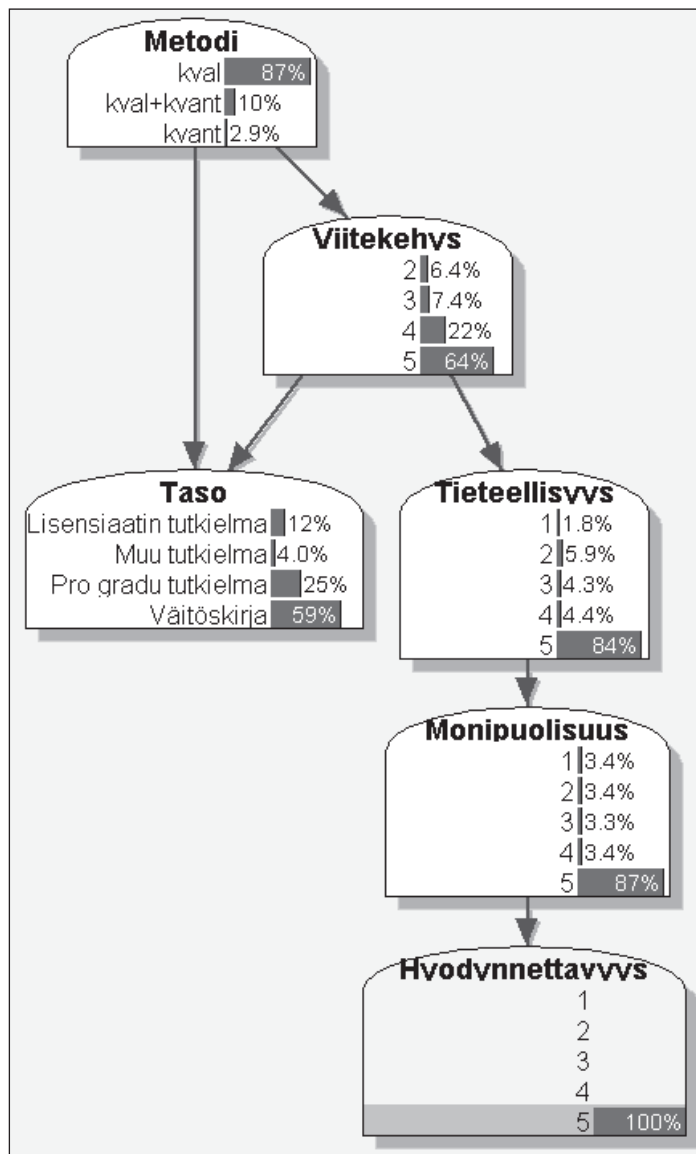 Metodi
kval 87%
kval+kvant 10%
kvant 2.9%
Viitekehys
2 6.4%
3 7.4%
4 22%
5 64%
Taso
Lisensiaatin tutkielma 12%
Muu tutkielma 4.0%
Pro gradu tutkielma 25%
Väitöskirja 59%
Tieteellisyys
1 1.8%
2 5.9%
3 4.3%
4 4.4%
5 84%
Monipuolisuus
1 3.4%
2 3.4%
3 3.3%
4 3.4%
5 87%
Hyodynnettavyys
1
2
3
4
5 100%